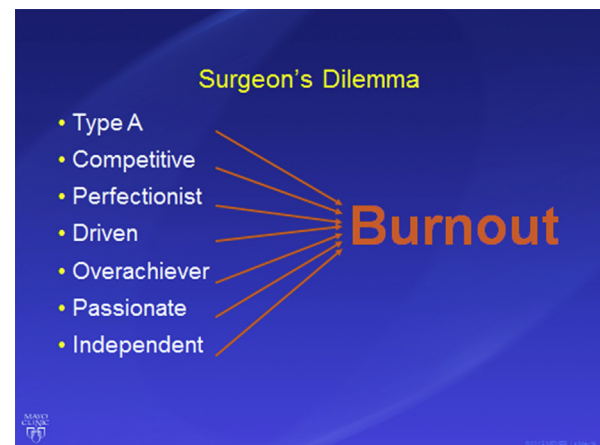 Surgeon's Dilemma
• Type A
• Competitive
• Perfectionist
• Driven
• Overachiever
• Passionate
• Independent
Burnout
MAYO
CLINIC